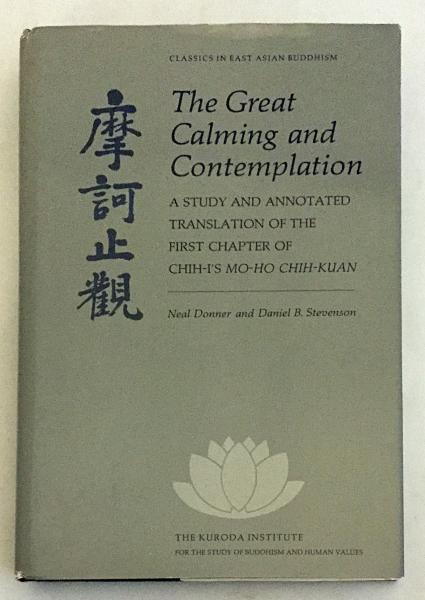 CLASSICS IN EAST ASIAN BUDDHISM
摩訶止觀
The Great
Calming and
Contemplation
A STUDY AND ANNOTATED
TRANSLATION OF THE
FIRST CHAPTER OF
CHIH-I'S MO-HO CHIH-KUAN
Neal Donner and Daniel B. Stevenson
THE KURODA INSTITUTE
FOR THE STUDY OF BUDDHISM AND HUMAN VALUES